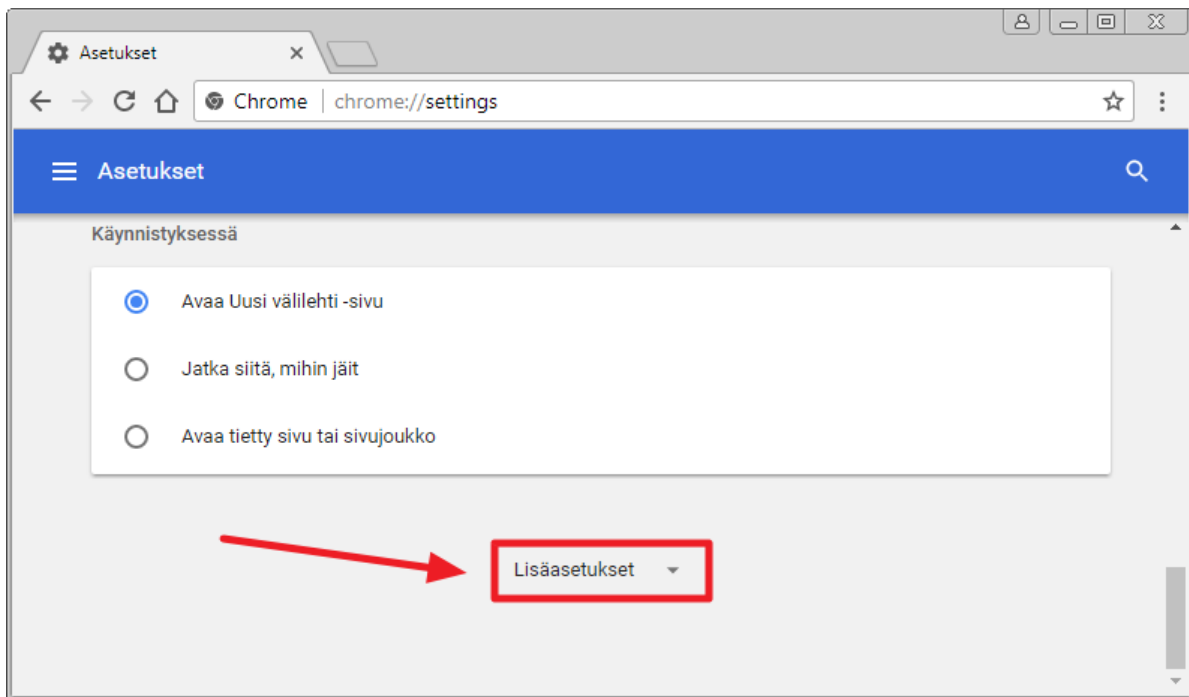 Asetukset
Chrome chrome://settings
Asetukset
Käynnistyksessä
Avaa Uusi välilehti -sivu
Jatka siitä, mihin jäit
Avaa tietty sivu tai sivujoukko
Lisäasetukset